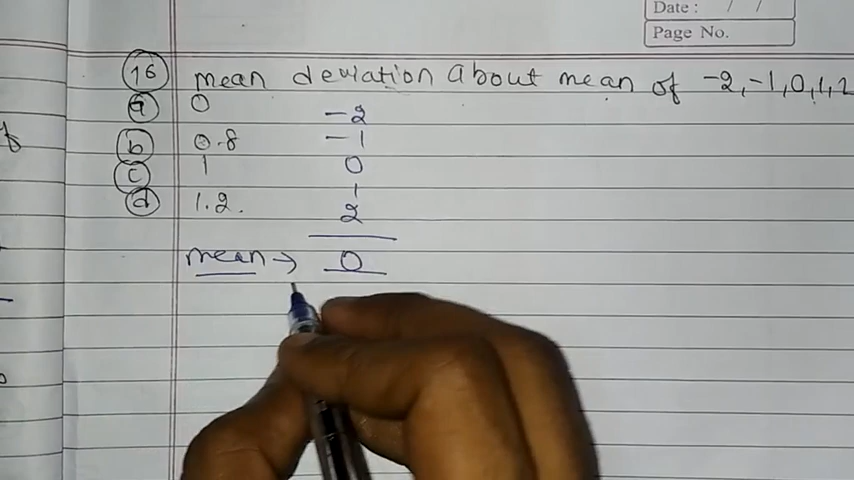 Date : / /
Page No.
16 mean deviation About mean of -2,-1,0,1,2
a 0 -2
b 0.8 -1
c 1 0
1
d 1.2. 2
mean → 0